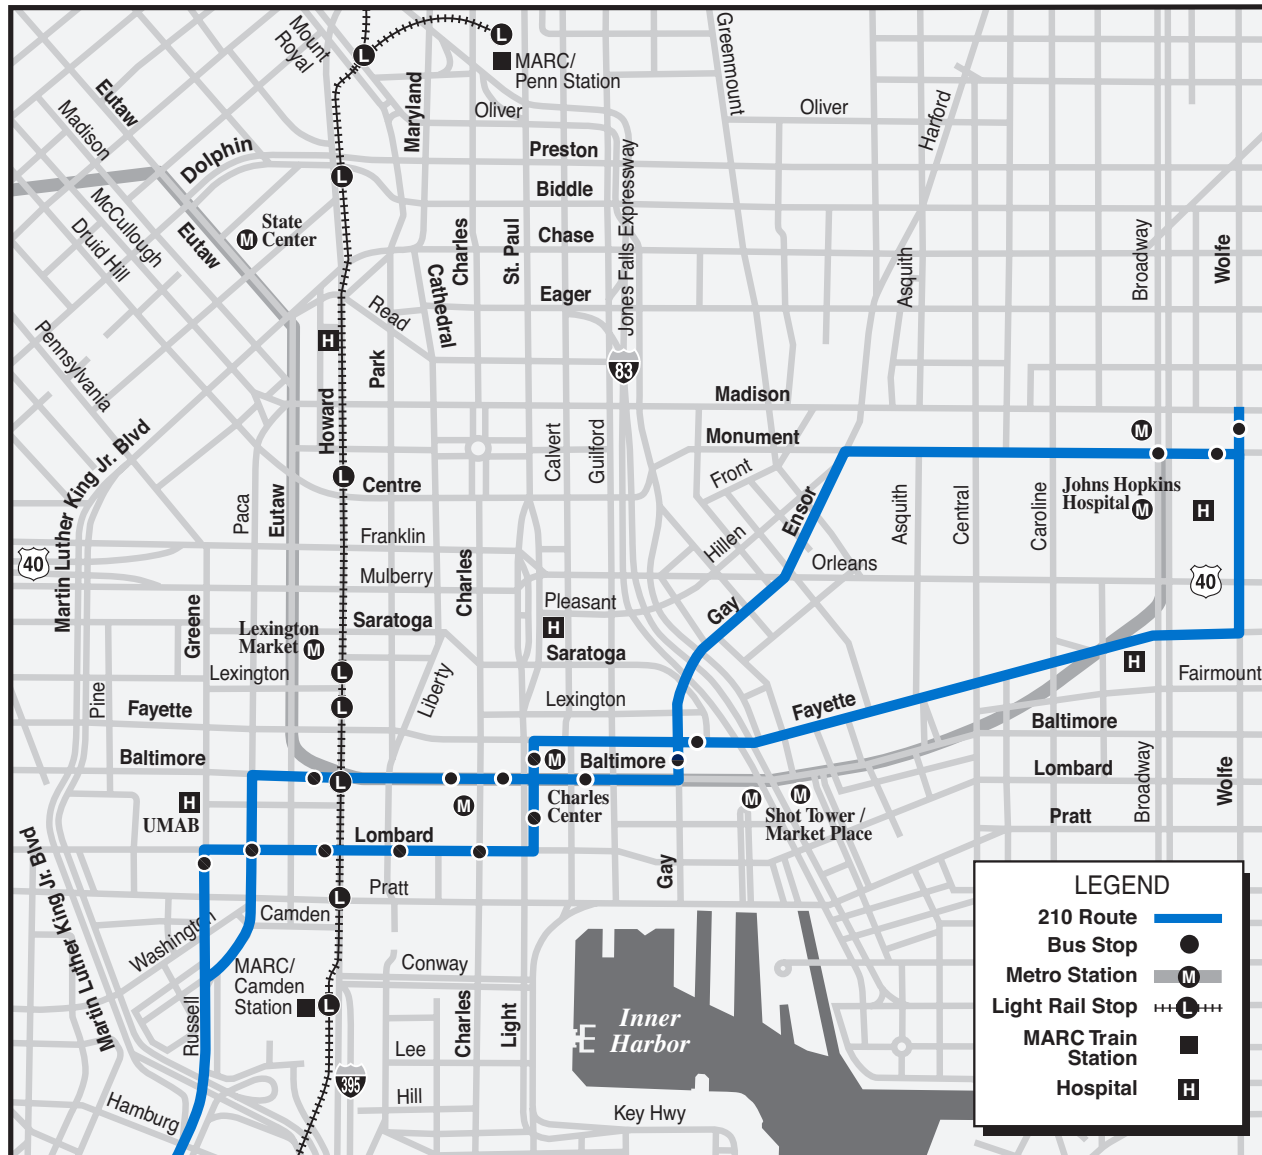 Mount
Royal
L
L
MARC/
Penn Station
Greenmount
Eutaw
Madison
Maryland
Oliver
Oliver
Harford
Dolphin
Preston
L
Biddle
McCullough
Druid Hill
Eutaw
M
State
Center
Charles
St. Paul
Chase
Jones Falls Expressway
Asquith
Broadway
Wolfe
Cathedral
Eager
Read
Pennsylvania
H
Park
83
Howard
Madison
Martin Luther King Jr. Blvd
Calvert
Guilford
Monument
Front
M
L
Centre
Paca
Eutaw
Ensor
Asquith
Central
Caroline
Johns Hopkins
Hospital
M
H
Franklin
Hillen
Orleans
40
Mulberry
Charles
40
Greene
Saratoga
Pleasant
H
Gay
Lexington
Market
M
Saratoga
Lexington
L
Liberty
Lexington
H
Fairmount
Pine
Fayette
L
Fayette
Baltimore
Baltimore
M
Baltimore
Lombard
L
Broadway
Wolfe
H
UMAB
M
Charles
Center
M
M
Shot Tower /
Market Place
Pratt
Lombard
Gay
Martin Luther King Jr. Blvd
Pratt
L
Camden
Washington
MARC/
Camden
Station
L
Conway
Russell
Charles
Light
E
Inner
Harbor
Lee
395
Hill
Hamburg
Key Hwy
LEGEND
210 Route
Bus Stop
Metro Station
M
Light Rail Stop
L
MARC Train
Station
Hospital
H